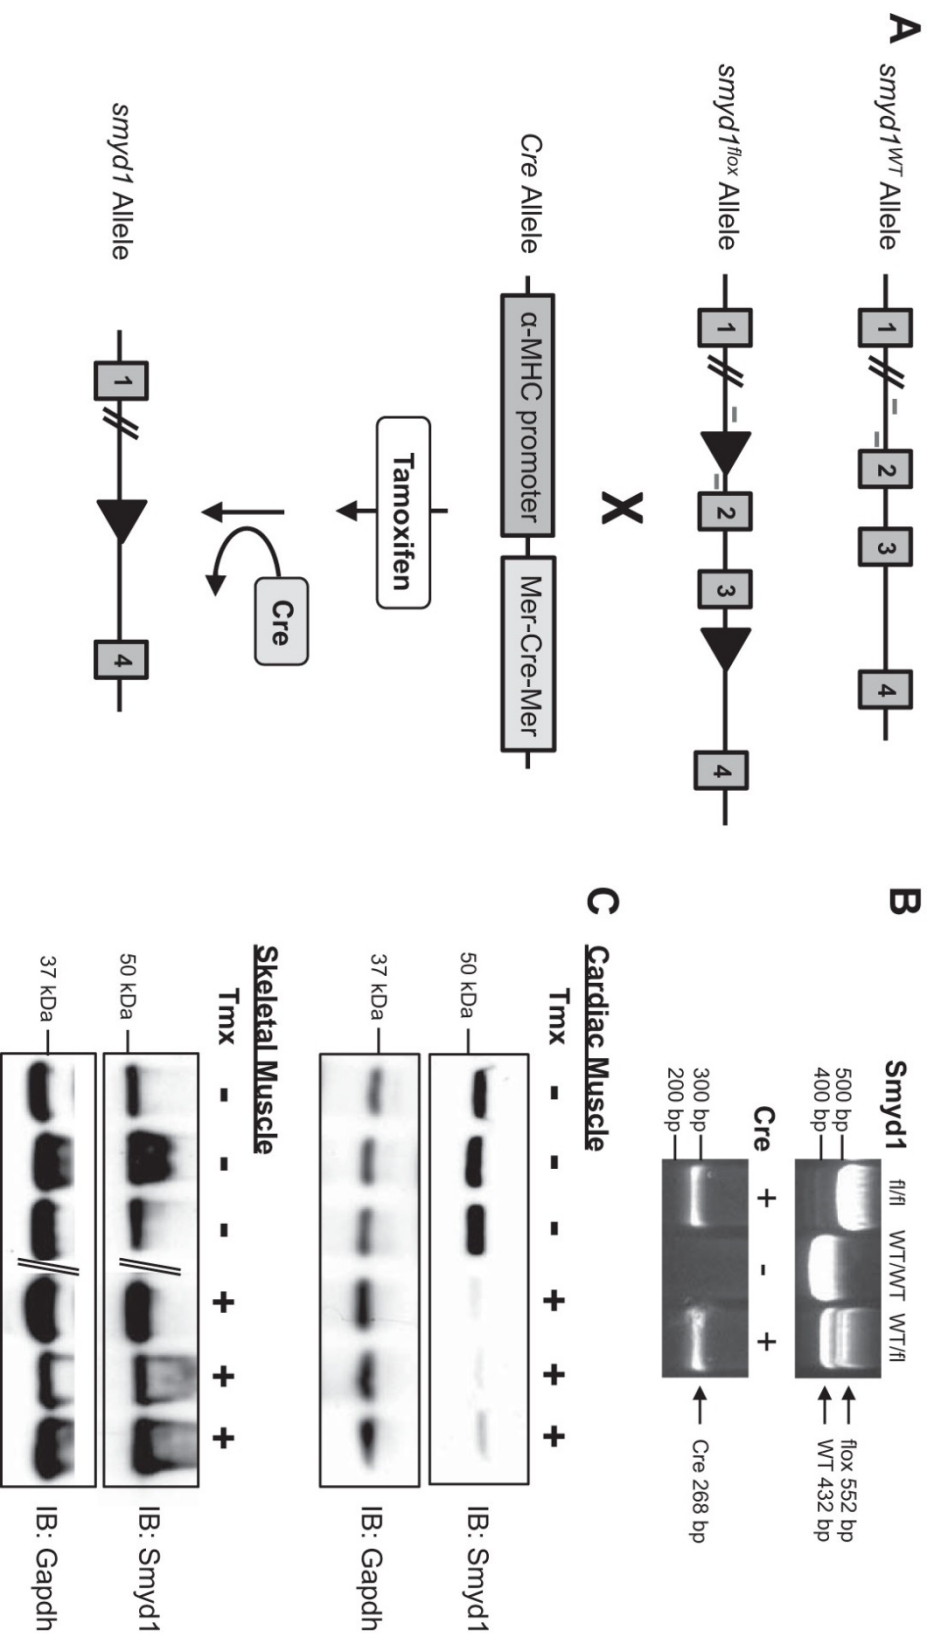 A
smyd1WT Allele
1
2
3
4
smyd1flox Allele
1
2
3
4
X
Cre Allele
α-MHC promoter
Mer-Cre-Mer
Tamoxifen
Cre
smyd1 Allele
1
4
B
Smyd1
fl/fl
WT/WT
WT/fl
500 bp
400 bp
flox 552 bp
WT 432 bp
Cre
+
-
+
300 bp
200 bp
Cre 268 bp
C
Cardiac Muscle
Tmx
-
-
-
+
+
+
50 kDa
IB: Smyd1
37 kDa
IB: Gapdh
Skeletal Muscle
Tmx
-
-
-
+
+
+
50 kDa
IB: Smyd1
37 kDa
IB: Gapdh